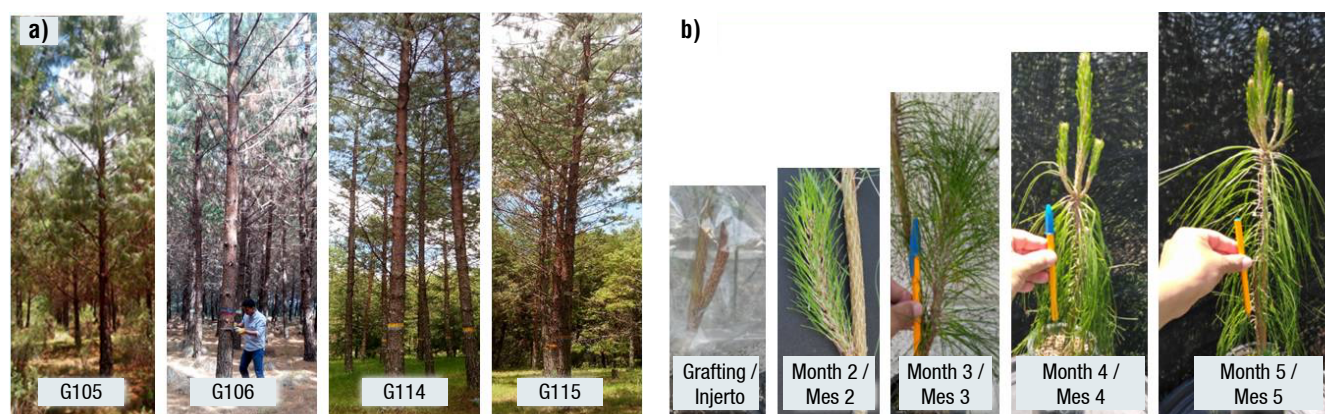 a)
G105
G106
G114
G115
b)
Grafting /
Injerto
Month 2 /
Mes 2
Month 3 /
Mes 3
Month 4 /
Mes 4
Month 5 /
Mes 5